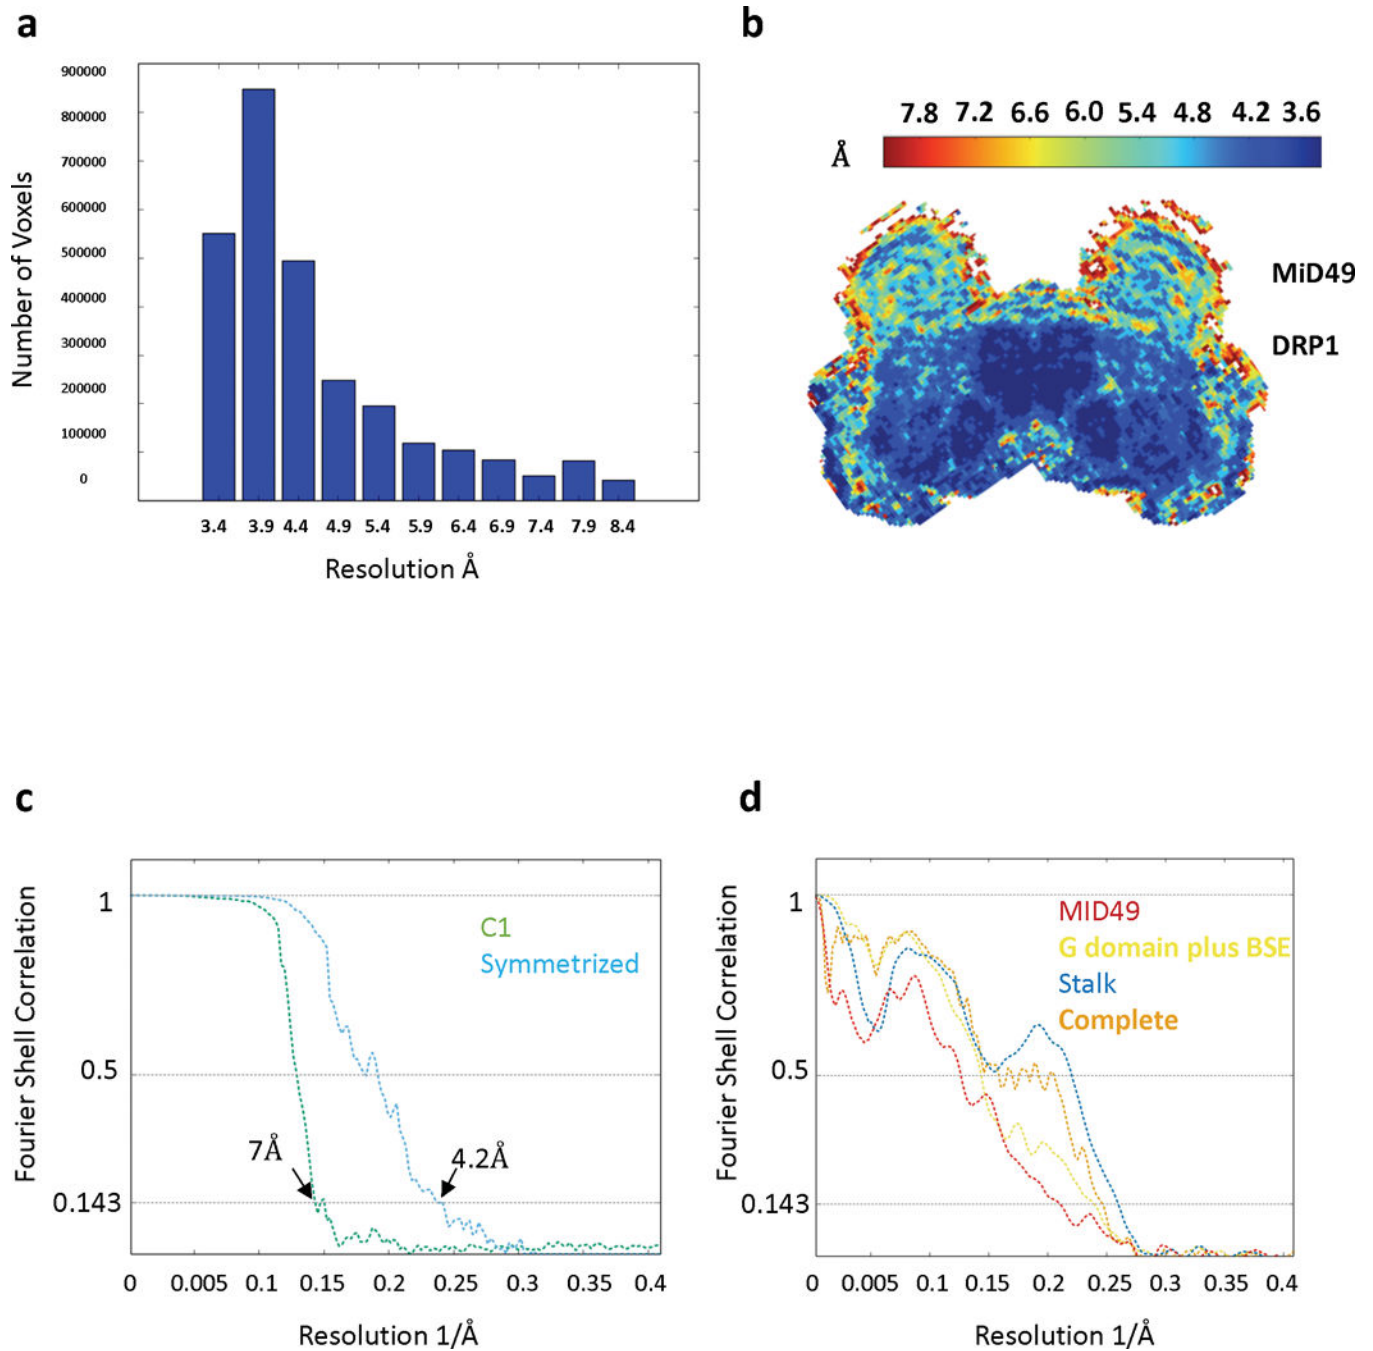 a
900000
800000
700000
600000
500000
400000
300000
200000
100000
0
Number of Voxels
3.4 3.9 4.4 4.9 5.4 5.9 6.4 6.9 7.4 7.9 8.4
Resolution Å
b
7.8 7.2 6.6 6.0 5.4 4.8 4.2 3.6
Å
MiD49
DRP1
c
Fourier Shell Correlation
1
0.5
0.143
C1
Symmetrized
7Å
4.2Å
0 0.005 0.1 0.15 0.2 0.25 0.3 0.35 0.4
Resolution 1/Å
d
Fourier Shell Correlation
1
0.5
0.143
MID49
G domain plus BSE
Stalk
Complete
0 0.005 0.1 0.15 0.2 0.25 0.3 0.35 0.4
Resolution 1/Å